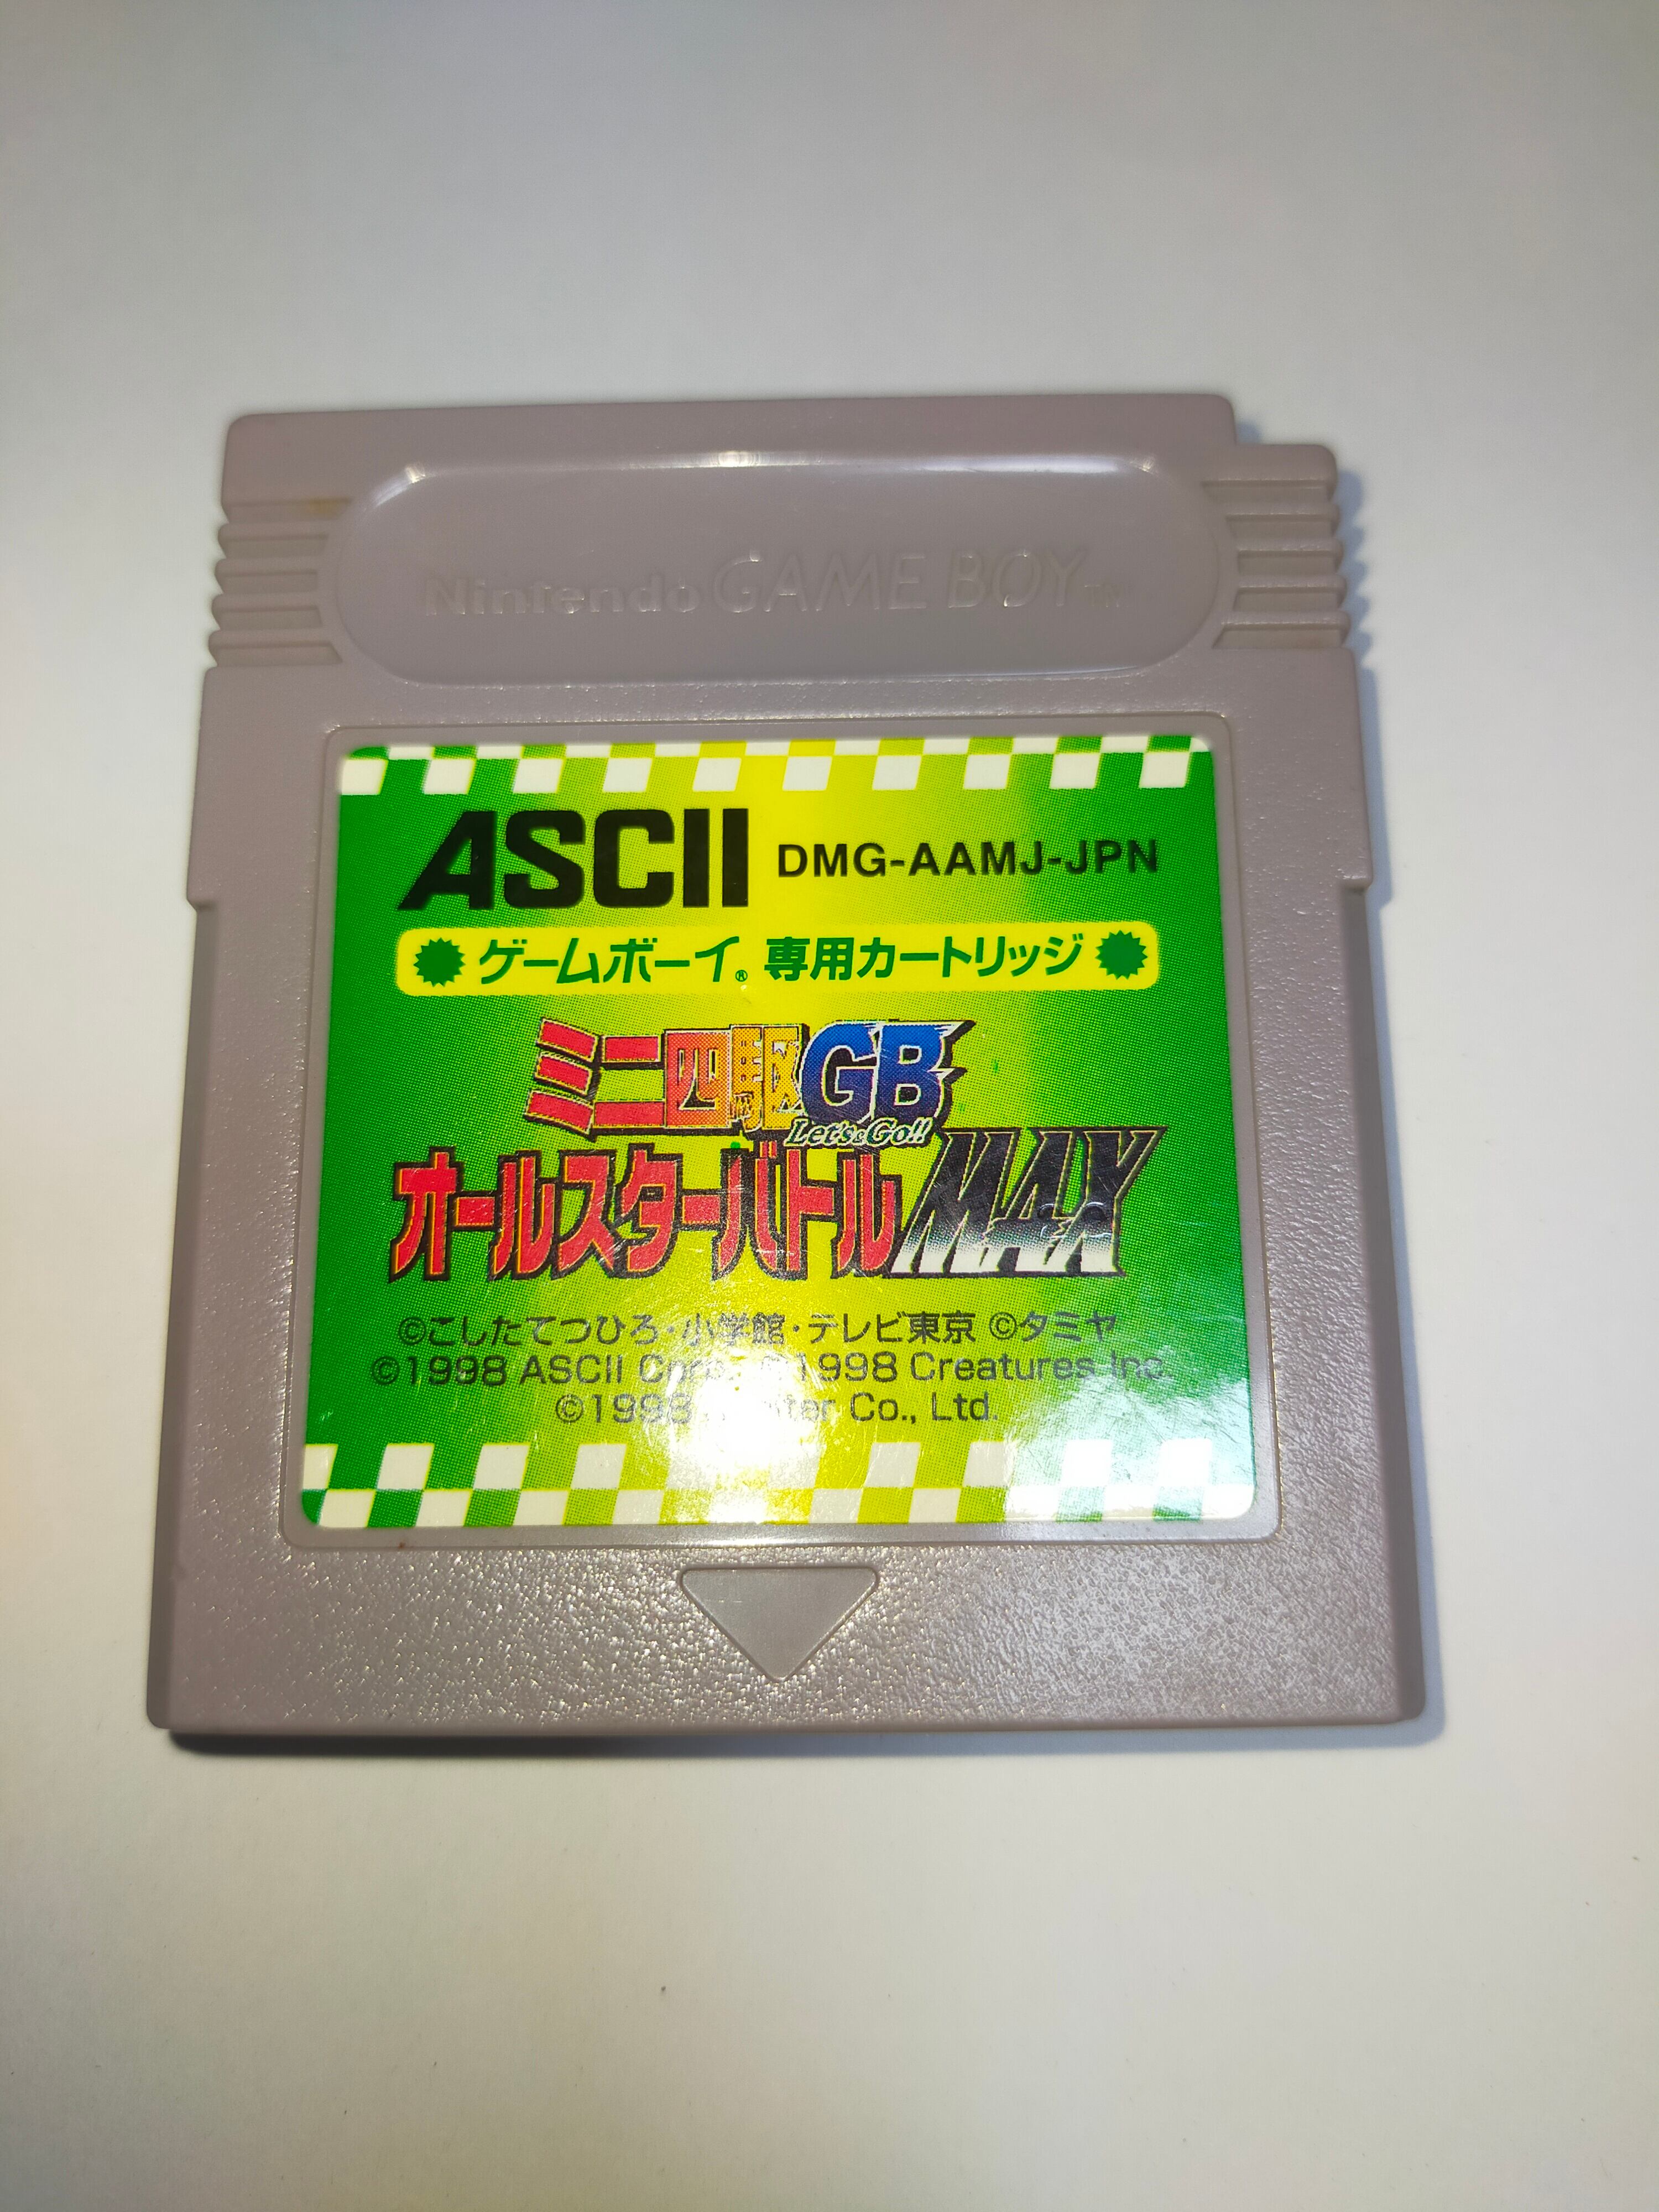 Nintendo GAME BOY TM
ASCII DMG-AAMJ-JPN
ゲームボーイ® 専用カートリッジ
ミニ四駆GB
Let's&Go!!
オールスターバトルMAX
©こしたてつひろ・小学館・テレビ東京 ©タミヤ
©1998 ASCII Corp. ©1998 Creatures Inc.
©1998 Co., Ltd.